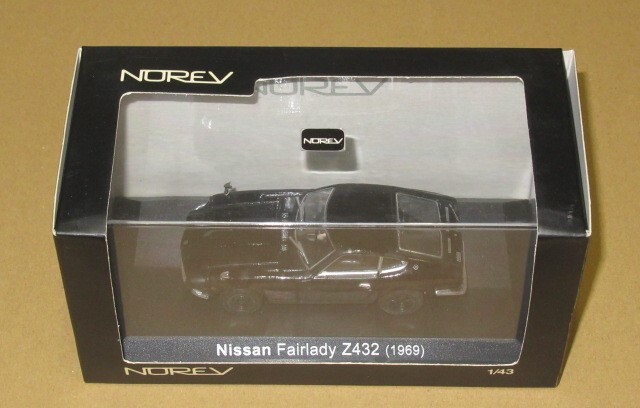 NOREV
NOREV
NOREV
Nissan Fairlady Z432 (1969)
NOREV
1/43